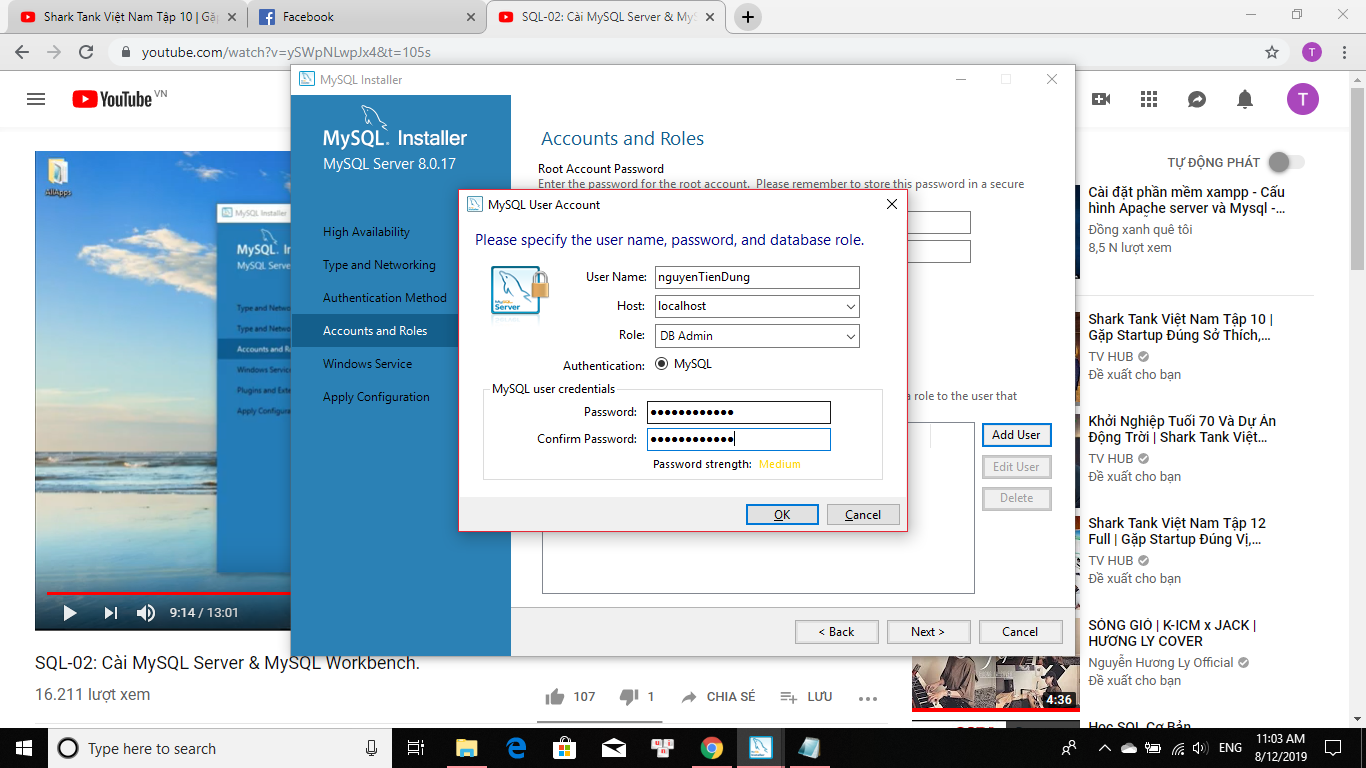 Shark Tank Việt Nam Tập 10 | Gặ
Facebook
SQL-02: Cài MySQL Server & My
youtube.com/watch?v=ySWpNLwpJx4&t=105s
T
YouTube VN
T
AllApps
MySQL Installer
MySQL. In
MySQL Serve
Type and Netwo
Type and Netwo
Accounts and Ro
Windows Service
Plugins and Exte
Apply Configura
9:14 / 13:01
MySQL Installer
MySQL. Installer
MySQL Server 8.0.17
High Availability
Type and Networking
Authentication Method
Accounts and Roles
Windows Service
Apply Configuration
Accounts and Roles
Root Account Password
Enter the password for the root account. Please remember to store this password in a secure
a role to the user that
Add User
Edit User
Delete
< Back
Next >
Cancel
MySQL User Account
Please specify the user name, password, and database role.
MySQL
Server
User Name: nguyenTienDung
Host: localhost
Role: DB Admin
Authentication: MySQL
MySQL user credentials
Password: ●●●●●●●●●●●●
Confirm Password: ●●●●●●●●●●●●
Password strength: Medium
OK
Cancel
SQL-02: Cài MySQL Server & MySQL Workbench.
16.211 lượt xem
107
1
CHIA SẺ
LƯU
TỰ ĐỘNG PHÁT
Cài đặt phần mềm xampp - Cấu
hình Apache server và Mysql -...
Đồng xanh quê tôi
8,5 N lượt xem
Shark Tank Việt Nam Tập 10 |
Gặp Startup Đúng Sở Thích,...
TV HUB
Đề xuất cho bạn
Khởi Nghiệp Tuổi 70 Và Dự Án
Động Trời | Shark Tank Việt...
TV HUB
Đề xuất cho bạn
Shark Tank Việt Nam Tập 12
Full | Gặp Startup Đúng Vị,...
TV HUB
Đề xuất cho bạn
SÓNG GIÓ | K-ICM x JACK |
HƯƠNG LY COVER
Nguyễn Hương Ly Official
Đề xuất cho bạn
4:36
Học SQL Cơ Bản
Type here to search
ENG
11:03 AM
8/12/2019